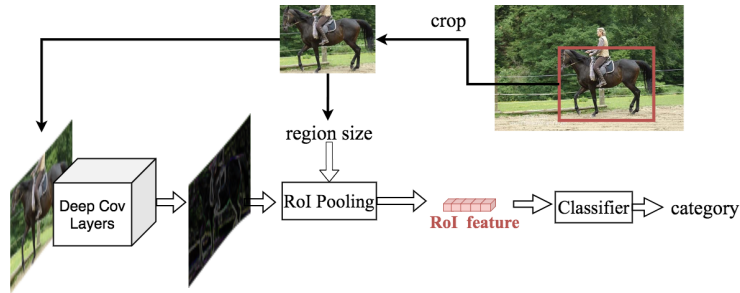 crop
region size
Deep Cov
Layers
RoI Pooling
RoI feature
Classifier
category